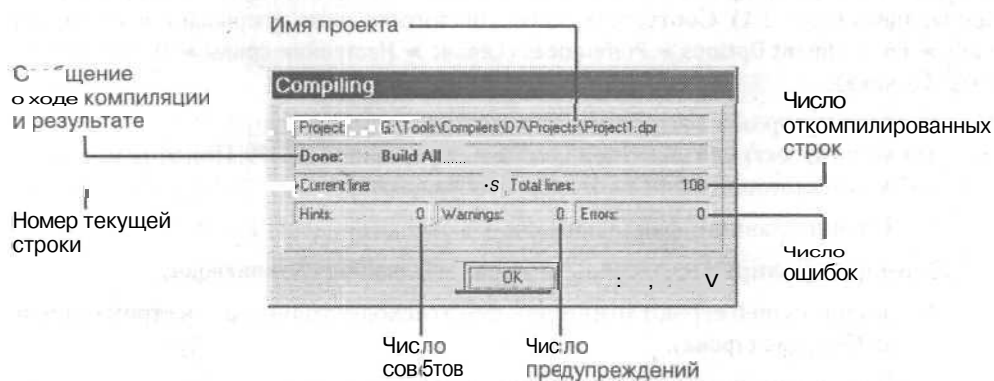 Имя проекта
С щение
о ходе компиляции
и результате
Номер текущей
строки
Compiling
Project: G:\Tools\Compilers\D7\Projects\Project1.dpr
Done: Build All
Current line: Total lines: 108
Hints: 0 Warnings: 0 Errors: 0
OK
Число
откомпилированных
строк
Число
ошибок
Число
сов5тов
Число
предупреждений